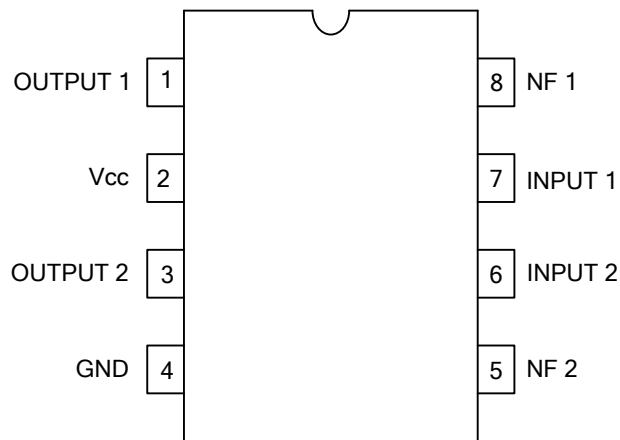 OUTPUT 1 1 8 NF 1
Vcc 2 7 INPUT 1
OUTPUT 2 3 6 INPUT 2
GND 4 5 NF 2